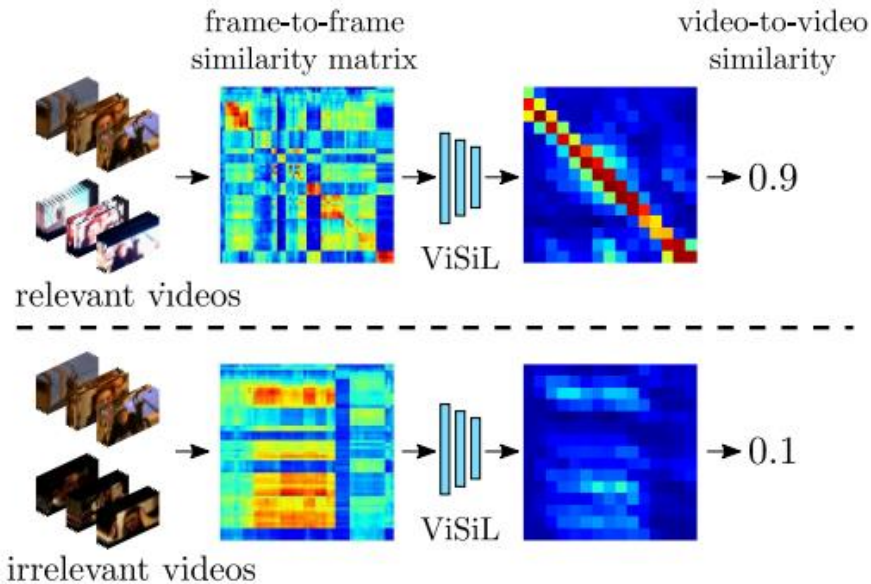 frame-to-frame
similarity matrix
video-to-video
similarity
ViSiL
0.9
relevant videos
ViSiL
0.1
irrelevant videos